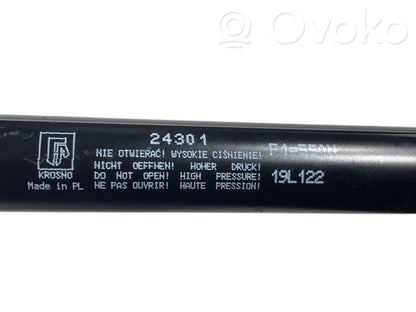 Ovoko
24301
NIE OTWIERAĆ! WYSOKIE CIŚNIENIE!
NICHT OEFFNEN! HOHER DRUCK!
DO NOT OPEN! HIGH PRESSURE!
NE PAS OUVRIR! HAUTE PRESSION!
KROSNO
Made in PL
19L122